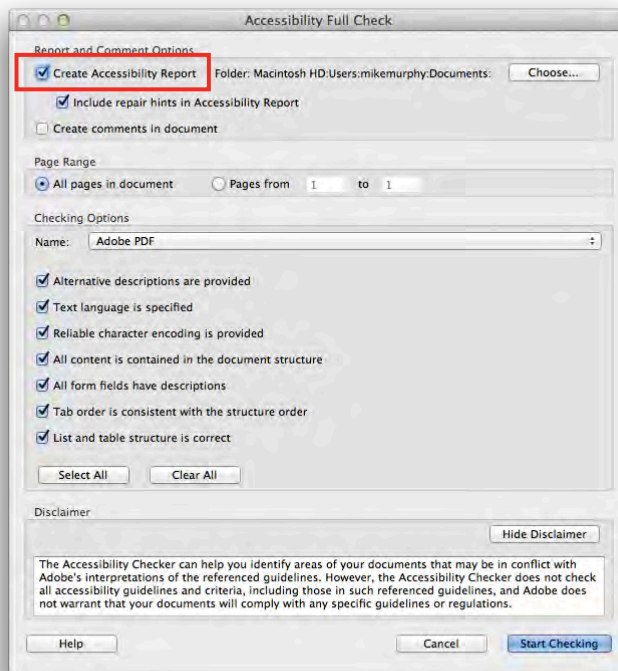 Accessibility Full Check
Report and Comment Options
Create Accessibility Report Folder: Macintosh HD:Users:mikemurphy:Documents: Choose...
Include repair hints in Accessibility Report
Create comments in document
Page Range
All pages in document Pages from 1 to 1
Checking Options
Name: Adobe PDF
Alternative descriptions are provided
Text language is specified
Reliable character encoding is provided
All content is contained in the document structure
All form fields have descriptions
Tab order is consistent with the structure order
List and table structure is correct
Select All Clear All
Disclaimer
Hide Disclaimer
The Accessibility Checker can help you identify areas of your documents that may be in conflict with
Adobe's interpretations of the referenced guidelines. However, the Accessibility Checker does not check
all accessibility guidelines and criteria, including those in such referenced guidelines, and Adobe does
not warrant that your documents will comply with any specific guidelines or regulations.
Help Cancel Start Checking